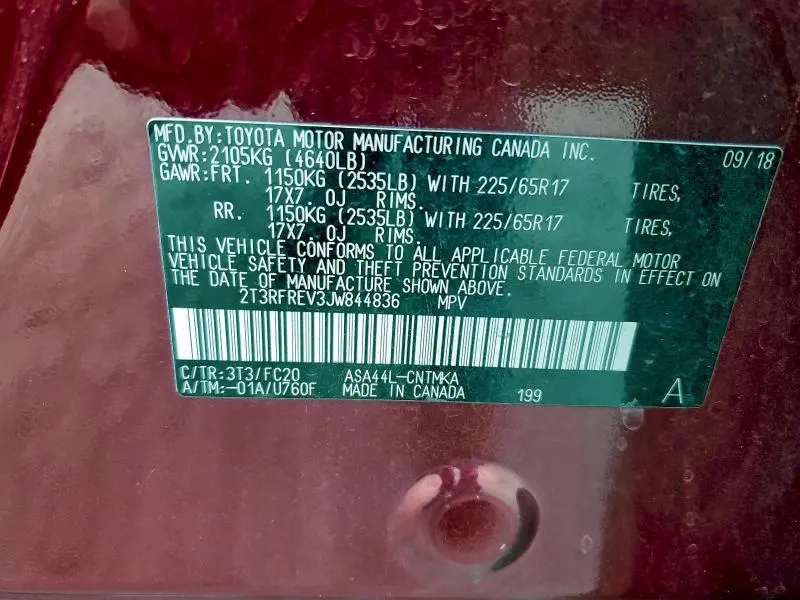 MFD.BY:TOYOTA MOTOR MANUFACTURING CANADA INC. 09/18
GVWR:2105KG (4640LB)
GAWR:FRT. 1150KG (2535LB) WITH 225/65R17 TIRES,
17X7. 0J RIMS.
RR. 1150KG (2535LB) WITH 225/65R17 TIRES,
17X7. 0J RIMS.
THIS VEHICLE CONFORMS TO ALL APPLICABLE FEDERAL MOTOR
VEHICLE SAFETY AND THEFT PREVENTION STANDARDS IN EFFECT ON
THE DATE OF MANUFACTURE SHOWN ABOVE.
2T3RFREV3JW844836 MPV
C/TR:3T3/FC20 ASA44L-CNTMKA
A/TM:-01A/U760F MADE IN CANADA 199 A